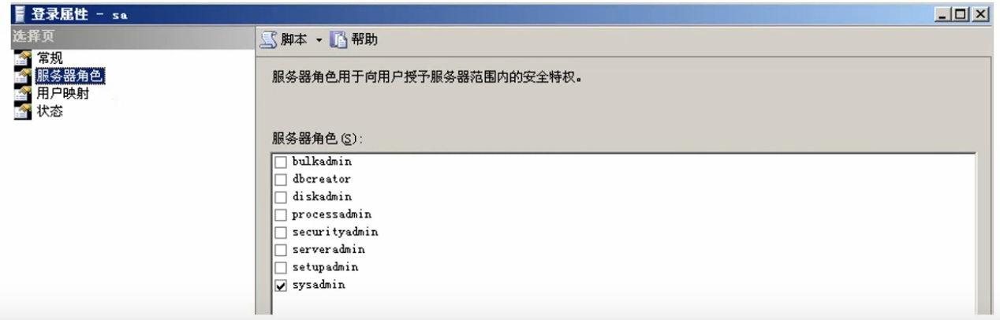 登录属性 - sa
选择页
常规
服务器角色
用户映射
状态
脚本 帮助
服务器角色用于向用户授予服务器范围内的安全特权。
服务器角色(S):
bulkadmin
dbcreator
diskadmin
processadmin
securityadmin
serveradmin
setupadmin
sysadmin